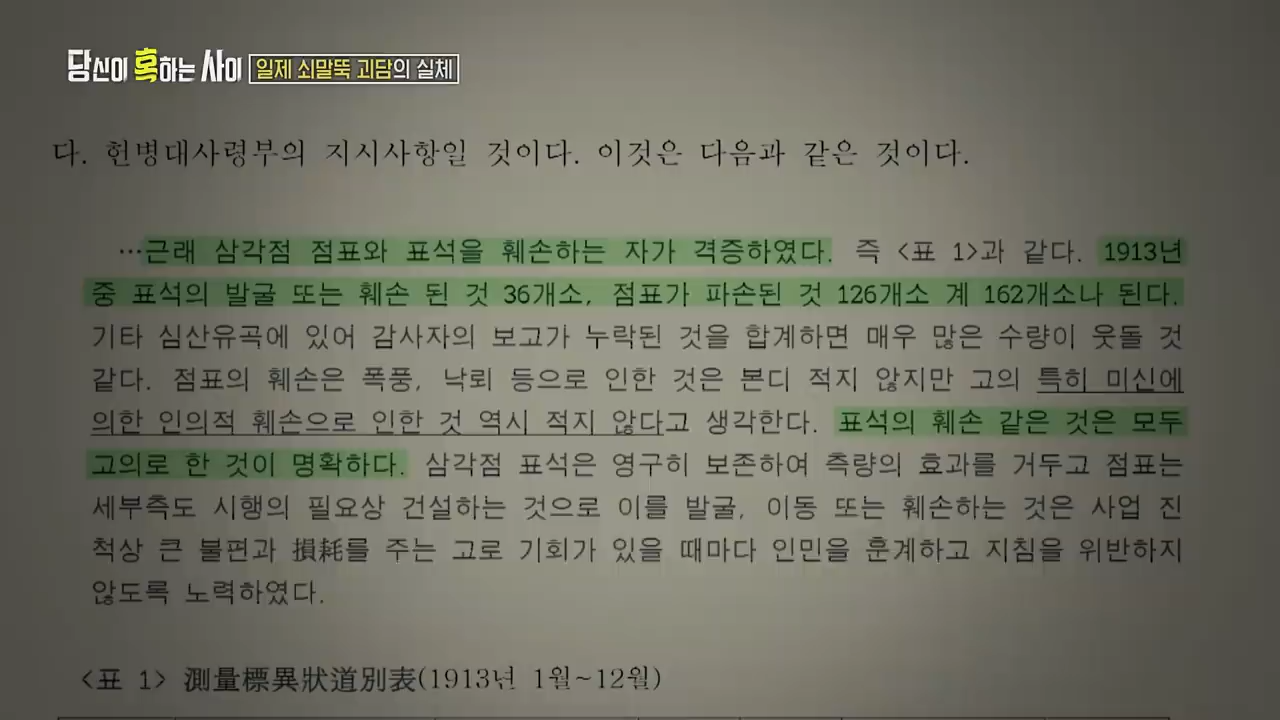 당신이 혹하는 사이 일제 쇠말뚝 괴담의 실체
다. 헌병대사령부의 지시사항일 것이다. 이것은 다음과 같은 것이다.
…근래 삼각점 점표와 표석을 훼손하는 자가 격증하였다. 즉 <표 1>과 같다. 1913년
중 표석의 발굴 또는 훼손 된 것 36개소, 점표가 파손된 것 126개소 계 162개소나 된다.
기타 심산유곡에 있어 감사자의 보고가 누락된 것을 합계하면 매우 많은 수량이 웃돌 것
같다. 점표의 훼손은 폭풍, 낙뢰 등으로 인한 것은 본디 적지 않지만 고의 특히 미신에
의한 인의적 훼손으로 인한 것 역시 적지 않다고 생각한다. 표석의 훼손 같은 것은 모두
고의로 한 것이 명확하다. 삼각점 표석은 영구히 보존하여 측량의 효과를 거두고 점표는
세부측도 시행의 필요상 건설하는 것으로 이를 발굴, 이동 또는 훼손하는 것은 사업 진
척상 큰 불편과 損耗를 주는 고로 기회가 있을 때마다 인민을 훈계하고 지침을 위반하지
않도록 노력하였다.
<표 1> 測量標異狀道別表(1913년 1월~12월)